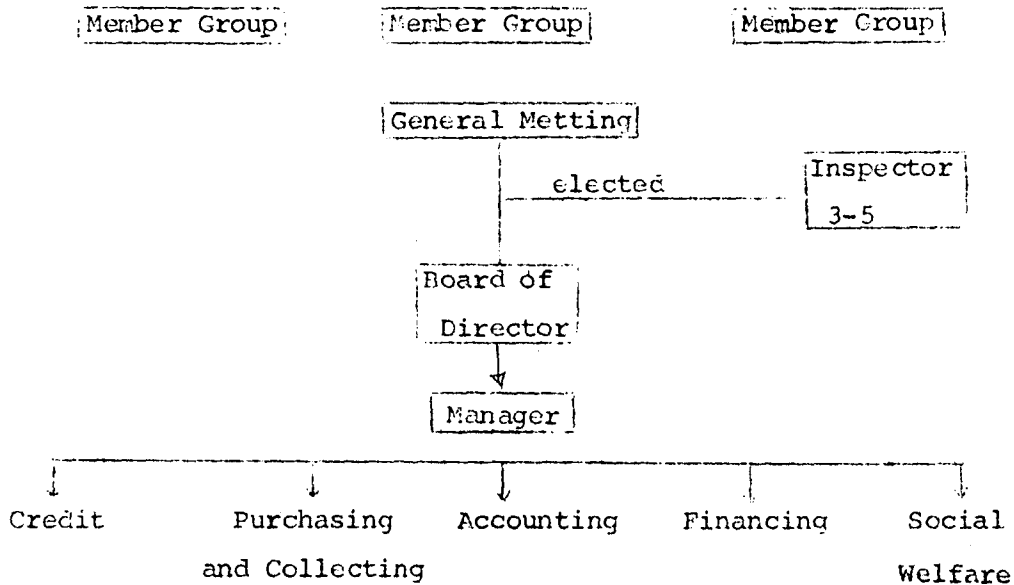 Member Group Member Group Member Group
General Metting
elected
Inspector
3-5
Board of
Director
Manager
Credit Purchasing Accounting Financing Social
and Collecting Welfare